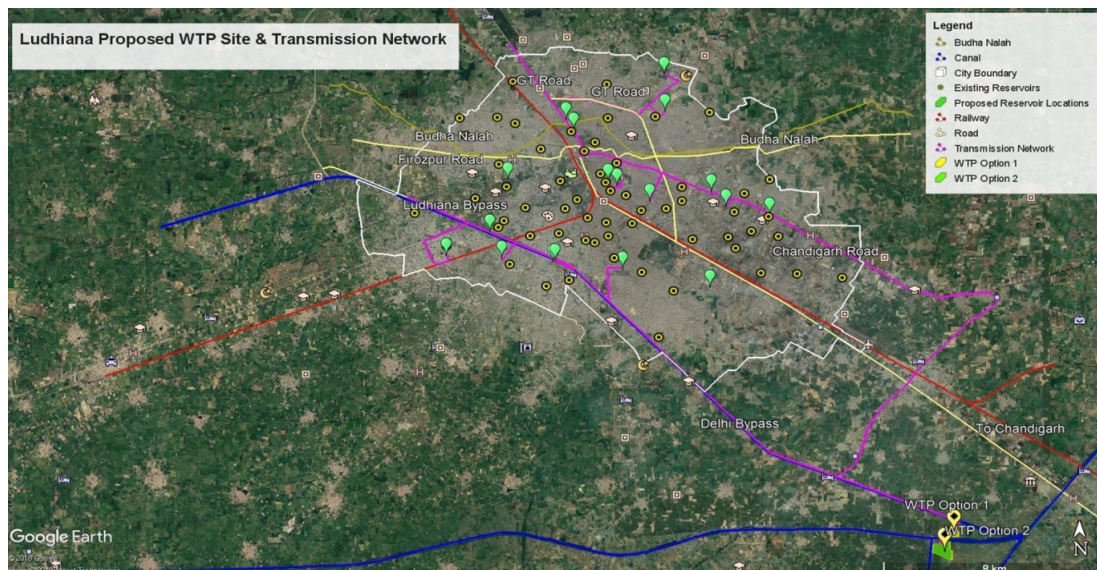 Ludhiana Proposed WTP Site & Transmission Network
Legend
Budha Nalah
Canal
City Boundary
Existing Reservoirs
Proposed Reservoir Locations
Railway
Road
Transmission Network
WTP Option 1
WTP Option 2
GT Road
GT Road
Budha Nalah
Budha Nalah
Firozpur Road
Ludhiana Bypass
Chandigarh Road
Delhi Bypass
To Chandigarh
WTP Option 1
WTP Option 2
Google Earth
N
8 km